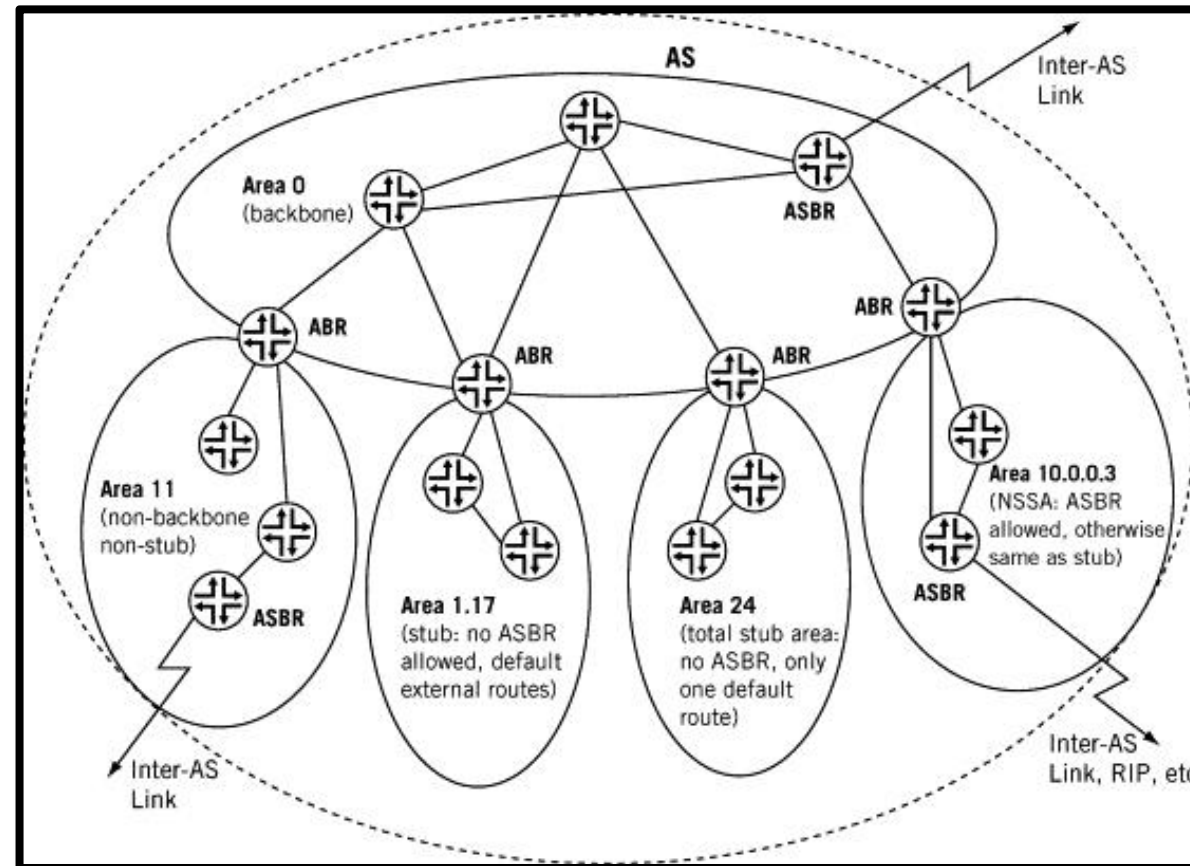 AS
Inter-AS
Link
Area 0
(backbone)
ASBR
ABR
ABR
ABR
ABR
Area 11
(non-backbone
non-stub)
ASBR
Area 1.17
(stub: no ASBR
allowed, default
external routes)
Area 24
(total stub area:
no ASBR, only
one default
route)
Area 10.0.0.3
(NSSA: ASBR
allowed, otherwise
same as stub)
ASBR
Inter-AS
Link
Inter-AS
Link, RIP, etc